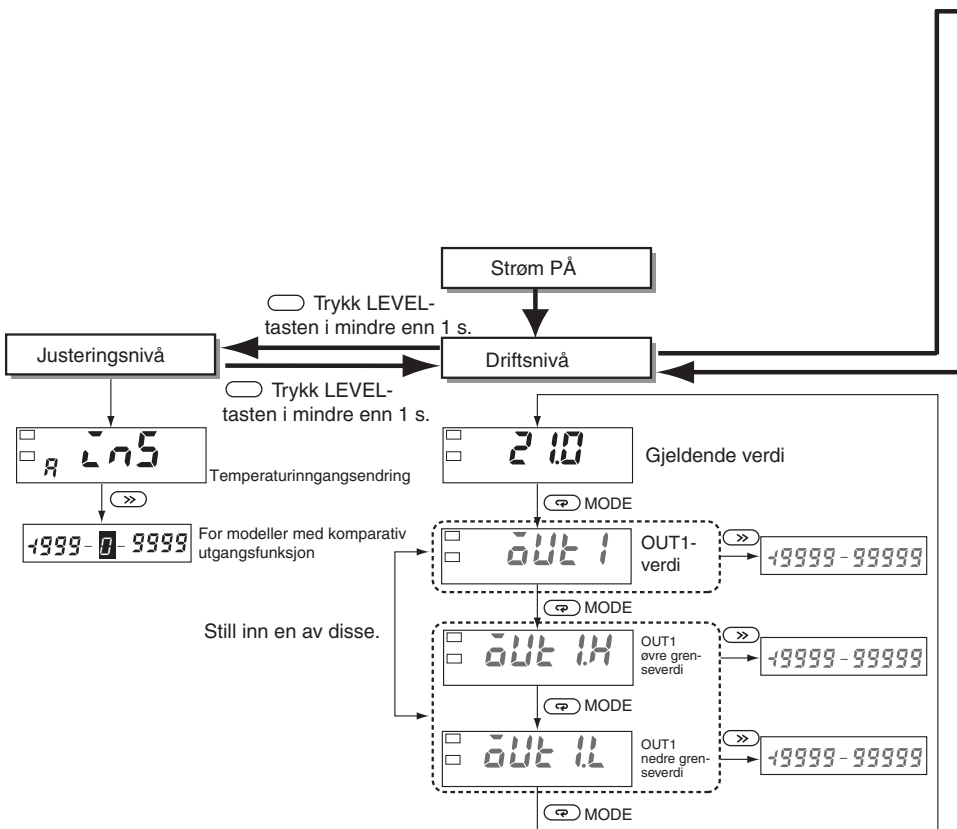 Strøm PÅ
Trykk LEVEL-
tasten i mindre enn 1 s.
Justeringsnivå
Driftsnivå
Trykk LEVEL-
tasten i mindre enn 1 s.
A inS
Temperaturinngangsendring
21.0
Gjeldende verdi
MODE
-1999-0-9999
For modeller med komparativ
utgangsfunksjon
oUt 1
OUT1-
verdi
-19999-99999
MODE
Still inn en av disse.
oUt 1.H
OUT1
øvre gren-
severdi
-19999-99999
MODE
oUt 1.L
OUT1
nedre gren-
severdi
-19999-99999
MODE